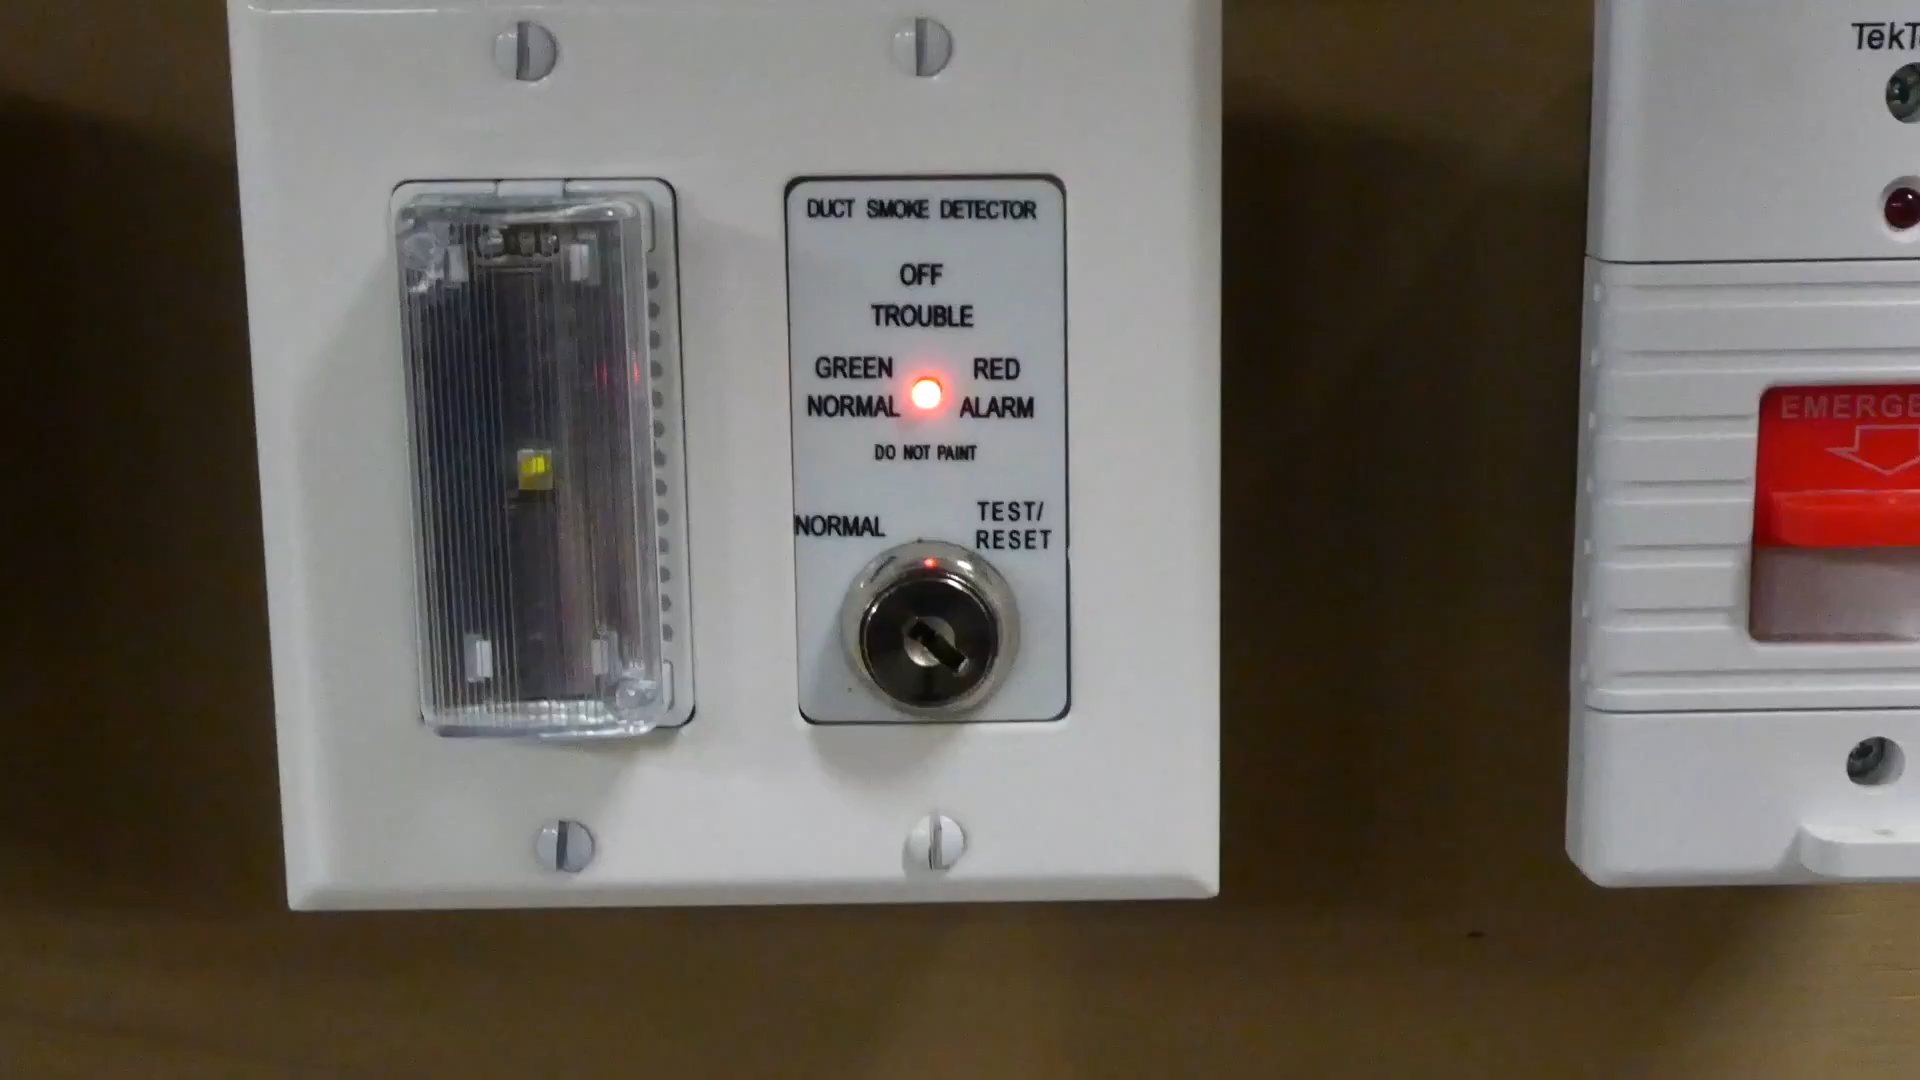 DUCT SMOKE DETECTOR
OFF
TROUBLE
GREEN RED
NORMAL ALARM
DO NOT PAINT
NORMAL
TEST/
RESET